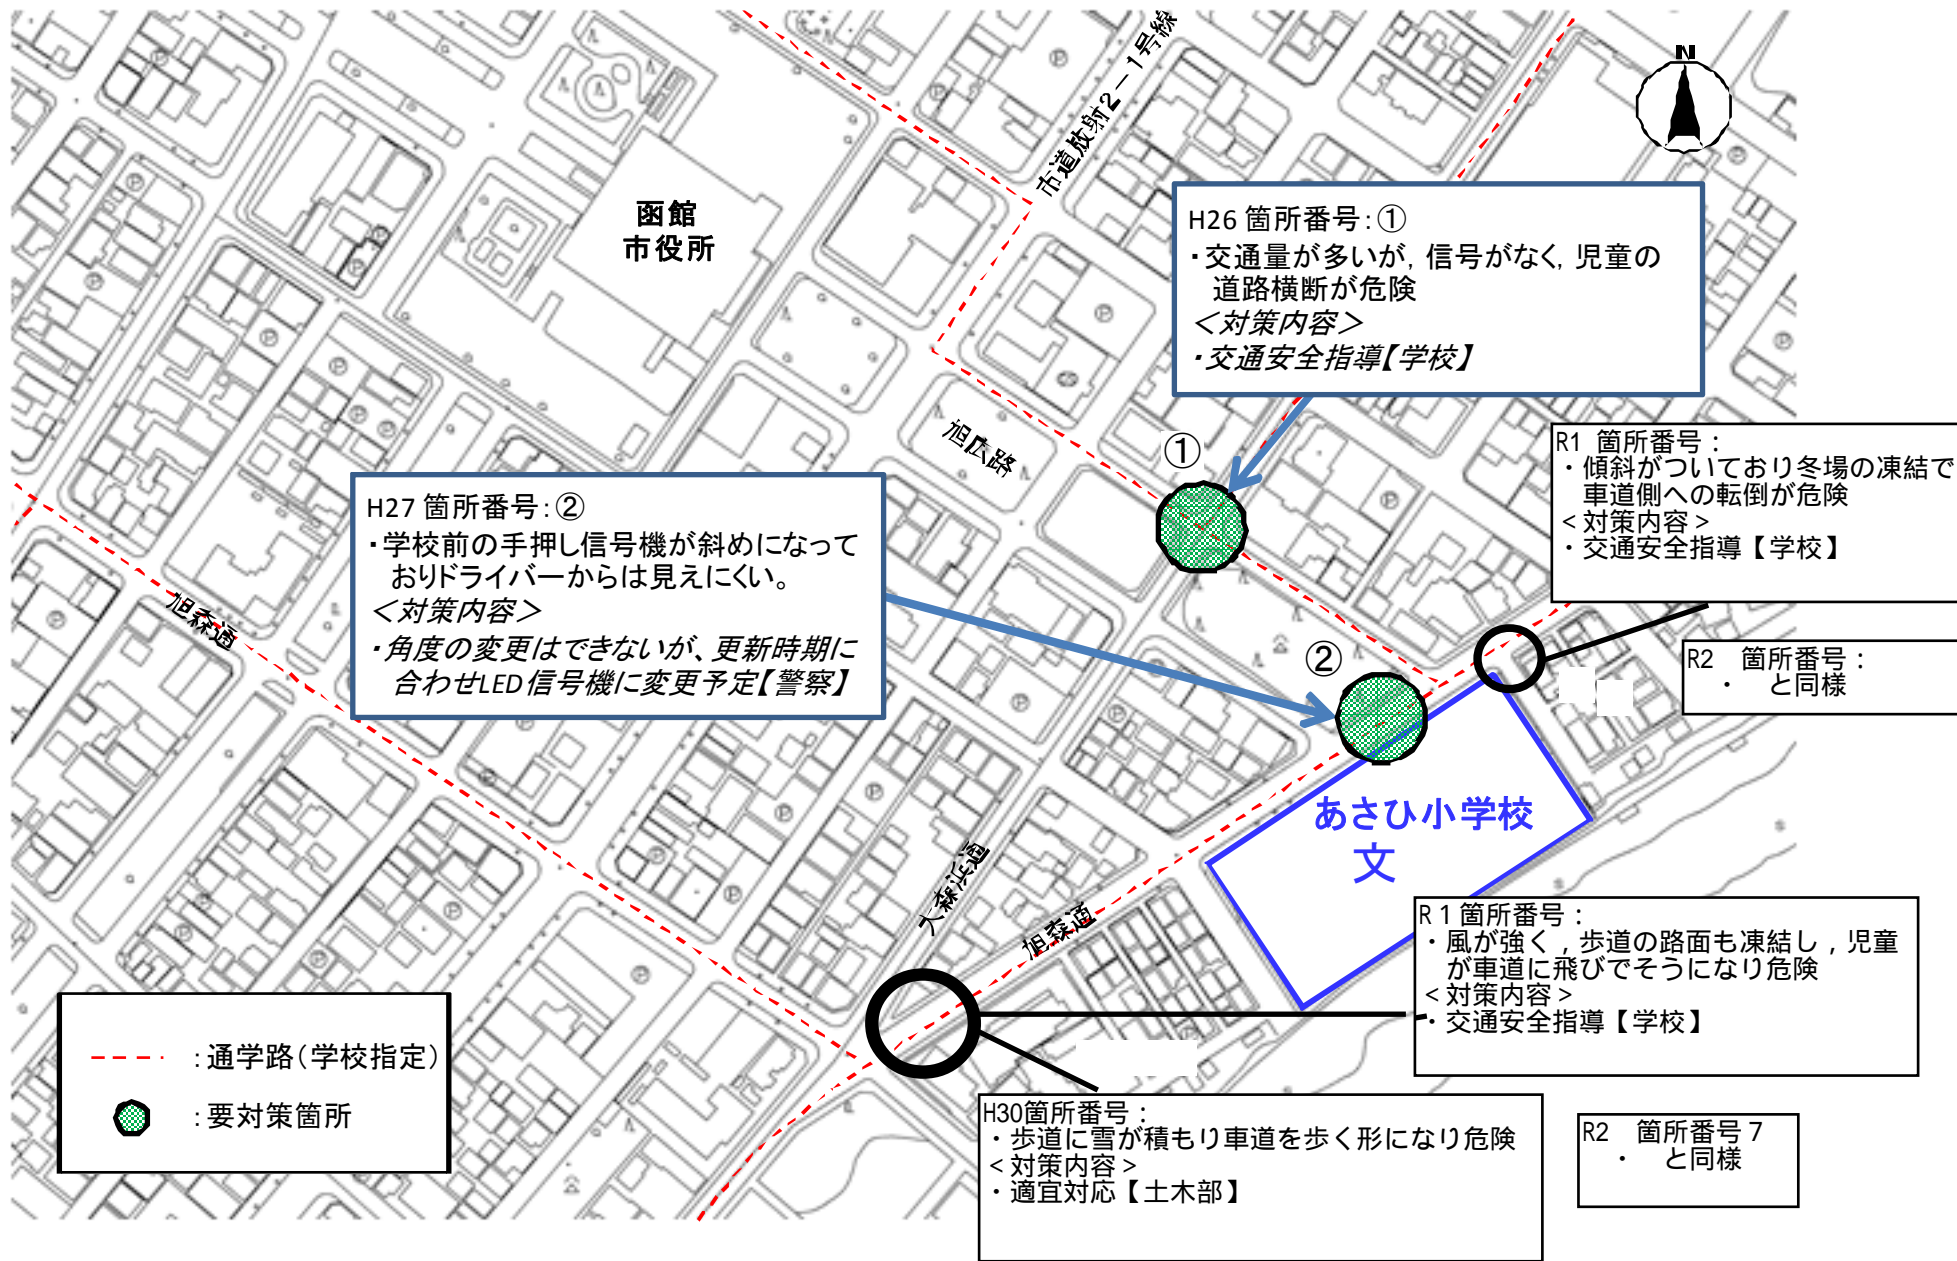 N
市道放射2-1号線
函館
市役所
H26 箇所番号:①
・交通量が多いが,信号がなく,児童の
道路横断が危険
＜対策内容＞
・交通安全指導【学校】
①
旭広路
R1 箇所番号:
・傾斜がついており冬場の凍結で
車道側への転倒が危険
<対策内容>
・交通安全指導【学校】
H27 箇所番号:②
・学校前の手押し信号機が斜めになって
おりドライバーからは見えにくい。
＜対策内容＞
・角度の変更はできないが、更新時期に
合わせLED信号機に変更予定【警察】
R2 箇所番号:
・ と同様
②
旭森通
あさひ小学校
文
大森浜通
旭森通
R1箇所番号:
・風が強く,歩道の路面も凍結し,児童
が車道に飛びでそうになり危険
<対策内容>
・交通安全指導【学校】
:通学路(学校指定)
:要対策箇所
H30箇所番号:
・歩道に雪が積もり車道を歩く形になり危険
<対策内容>
・適宜対応【土木部】
R2 箇所番号7
・ と同様